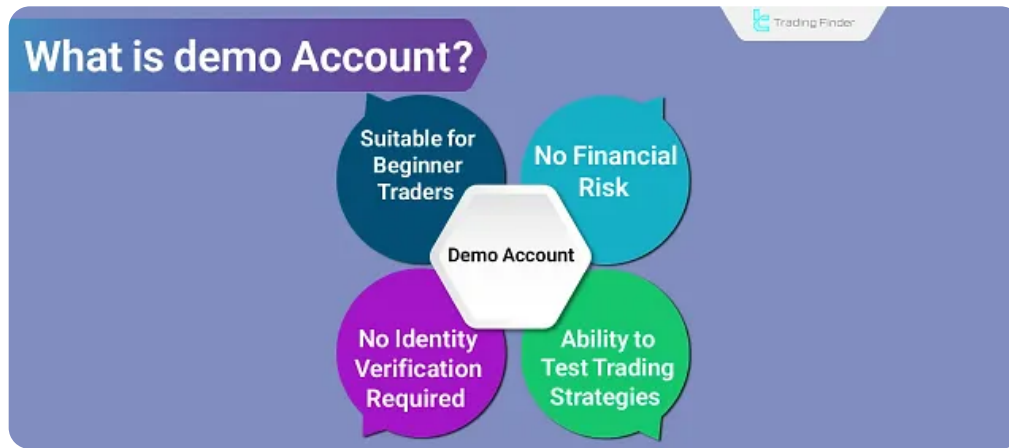 What is demo Account?
Trading Finder
Suitable for
Beginner
Traders
No Financial
Risk
Demo Account
No Identity
Verification
Required
Ability to
Test Trading
Strategies